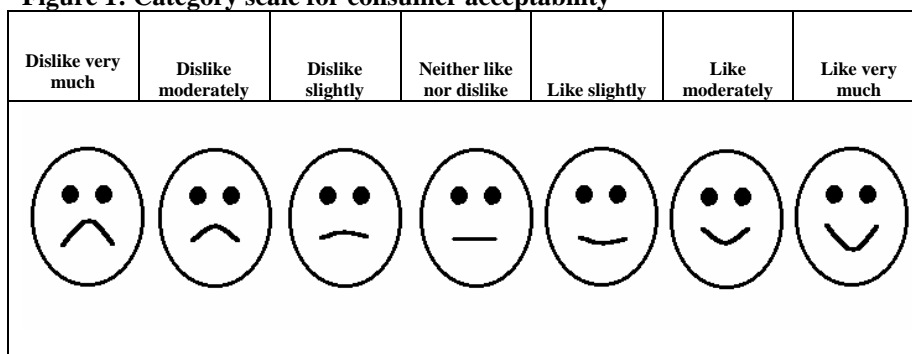 Figure 1: Category scale for consumer acceptability
Dislike very
much
Dislike
moderately
Dislike
slightly
Neither like
nor dislike
Like slightly
Like
moderately
Like very
much